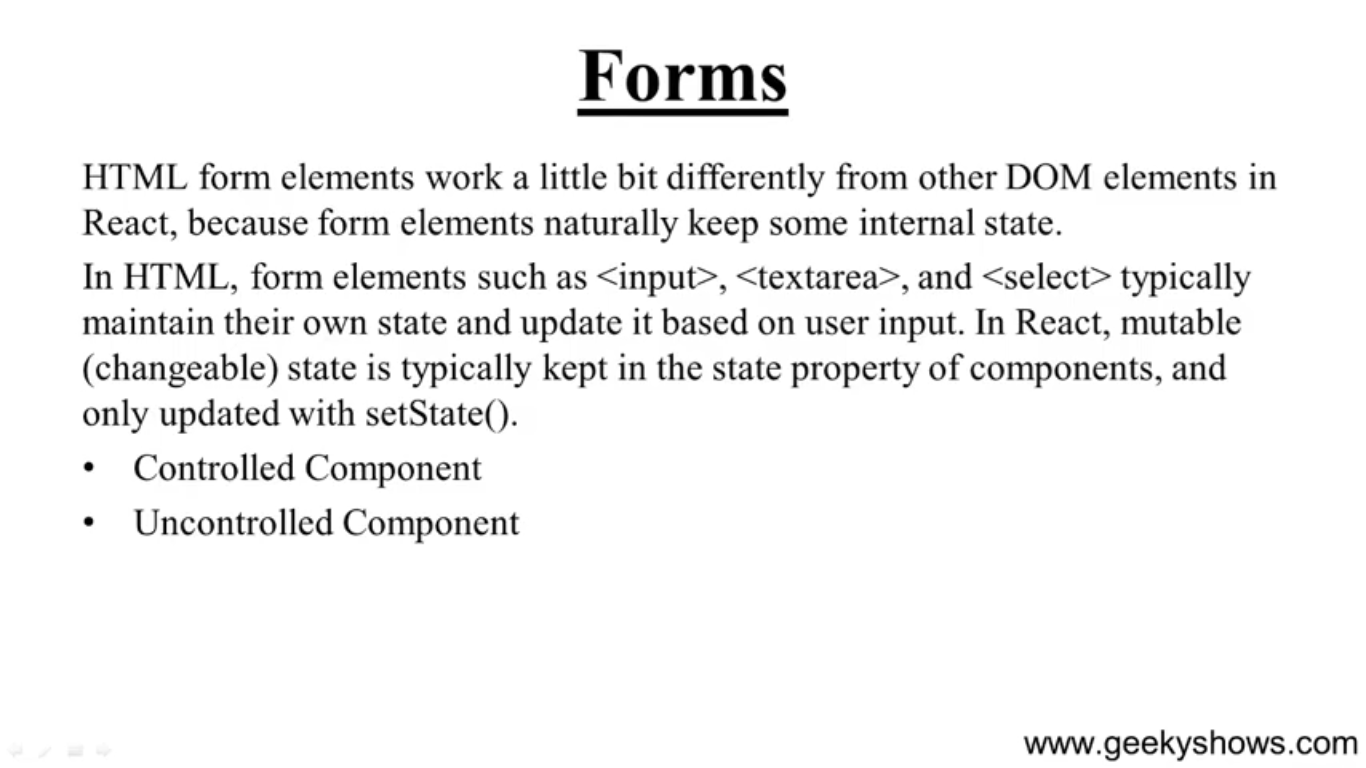 Forms
HTML form elements work a little bit differently from other DOM elements in
React, because form elements naturally keep some internal state.
In HTML, form elements such as <input>, <textarea>, and <select> typically
maintain their own state and update it based on user input. In React, mutable
(changeable) state is typically kept in the state property of components, and
only updated with setState().
• Controlled Component
• Uncontrolled Component
www.geekyshows.com